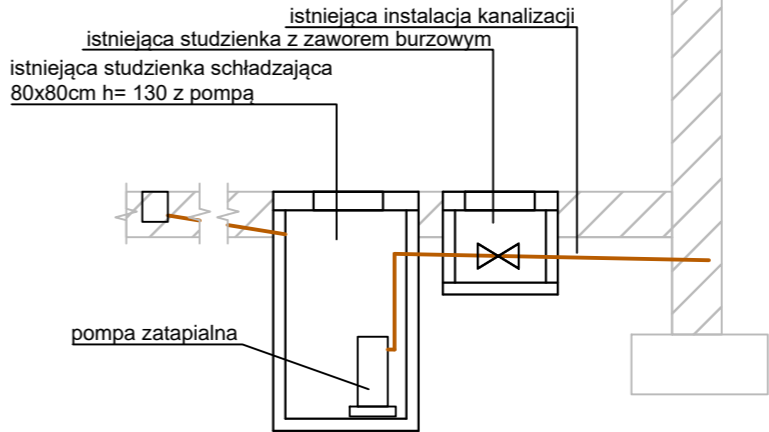 istniejąca instalacja kanalizacji
istniejąca studzienka z zaworem burzowym
istniejąca studzienka schładzająca
80x80cm h= 130 z pompą
pompa zatapialna